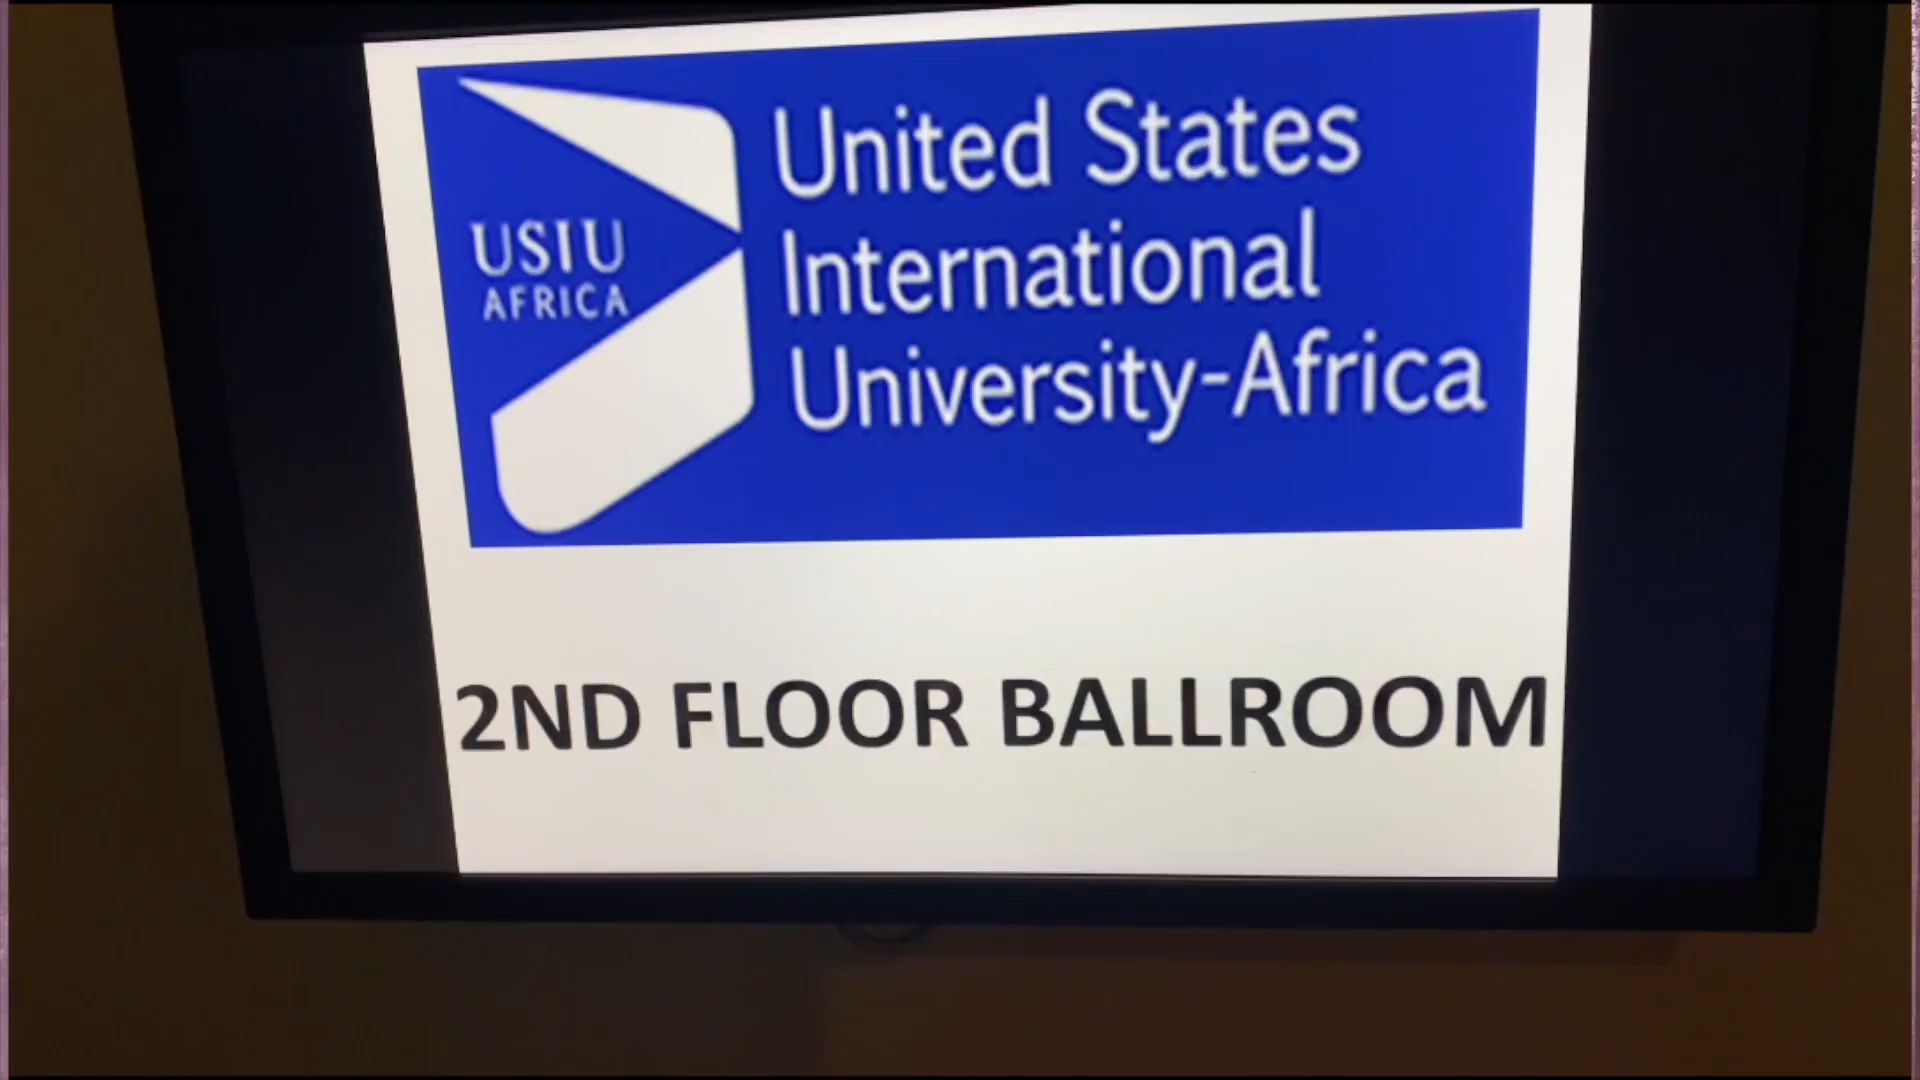 USIU
AFRICA
United States
International
University-Africa
2ND FLOOR BALLROOM